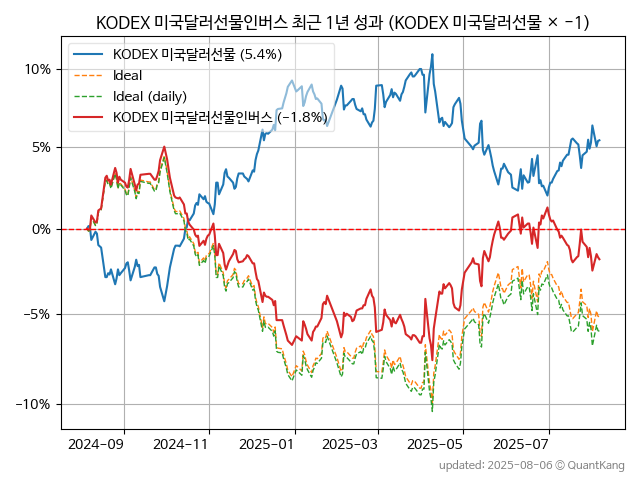 KODEX 미국달러선물인버스 최근 1년 성과 (KODEX 미국달러선물 × −1)
KODEX 미국달러선물 (5.4%)
Ideal
Ideal (daily)
KODEX 미국달러선물인버스 (−1.8%)
10%
5%
0%
−5%
−10%
2024-09
2024-11
2025-01
2025-03
2025-05
2025-07
updated: 2025-08-06 © QuantKang